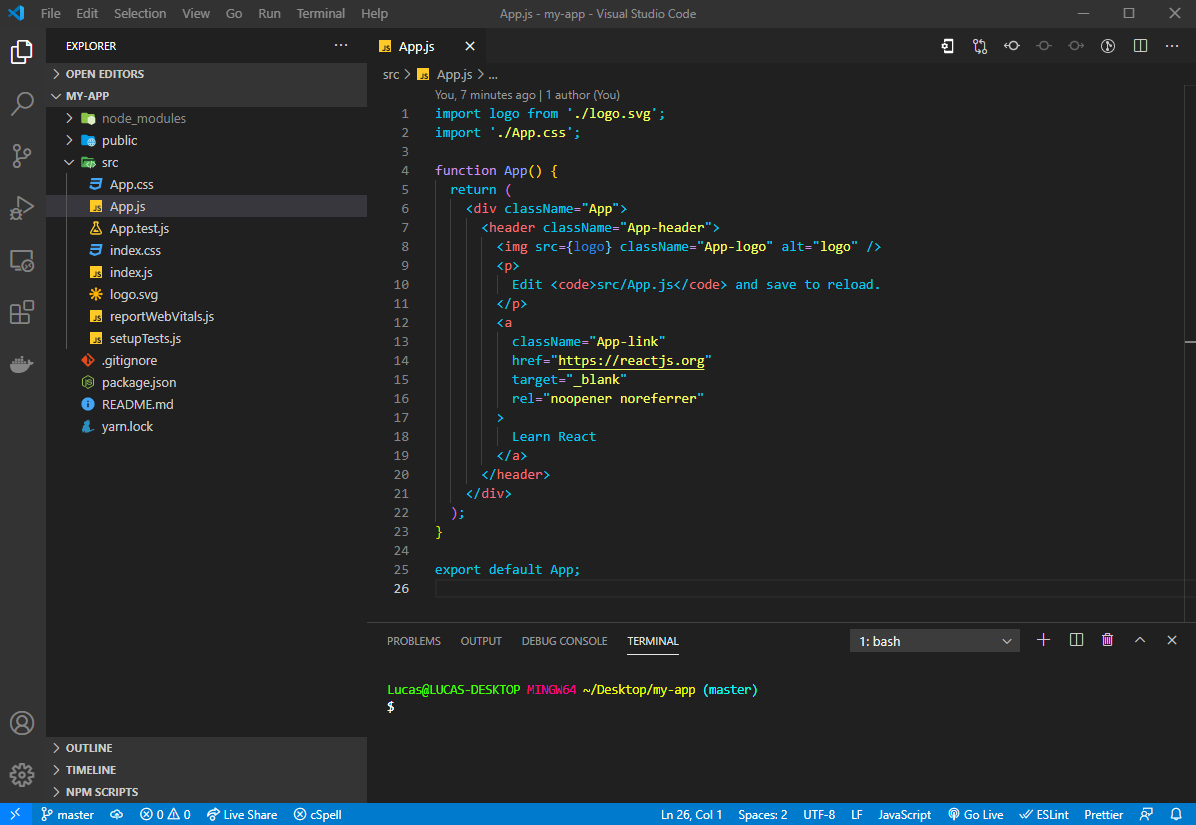 File Edit Selection View Go Run Terminal Help App.js - my-app - Visual Studio Code
EXPLORER
OPEN EDITORS
MY-APP
node_modules
public
src
App.css
App.js
App.test.js
index.css
index.js
logo.svg
reportWebVitals.js
setupTests.js
.gitignore
package.json
README.md
yarn.lock
OUTLINE
TIMELINE
NPM SCRIPTS
App.js
src > App.js > ...
You, 7 minutes ago | 1 author (You)
1 import logo from './logo.svg';
2 import './App.css';
3
4 function App() {
5 return (
6 <div className="App">
7 <header className="App-header">
8 <img src={logo} className="App-logo" alt="logo" />
9 <p>
10 Edit <code>src/App.js</code> and save to reload.
11 </p>
12 <a
13 className="App-link"
14 href="https://reactjs.org"
15 target="_blank"
16 rel="noopener noreferrer"
17 >
18 Learn React
19 </a>
20 </header>
21 </div>
22 );
23 }
24
25 export default App;
26
PROBLEMS OUTPUT DEBUG CONSOLE TERMINAL 1: bash
Lucas@LUCAS-DESKTOP MINGW64 ~/Desktop/my-app (master)
$
master 0 0 Live Share cSpell Ln 26, Col 1 Spaces: 2 UTF-8 LF JavaScript Go Live ESLint Prettier